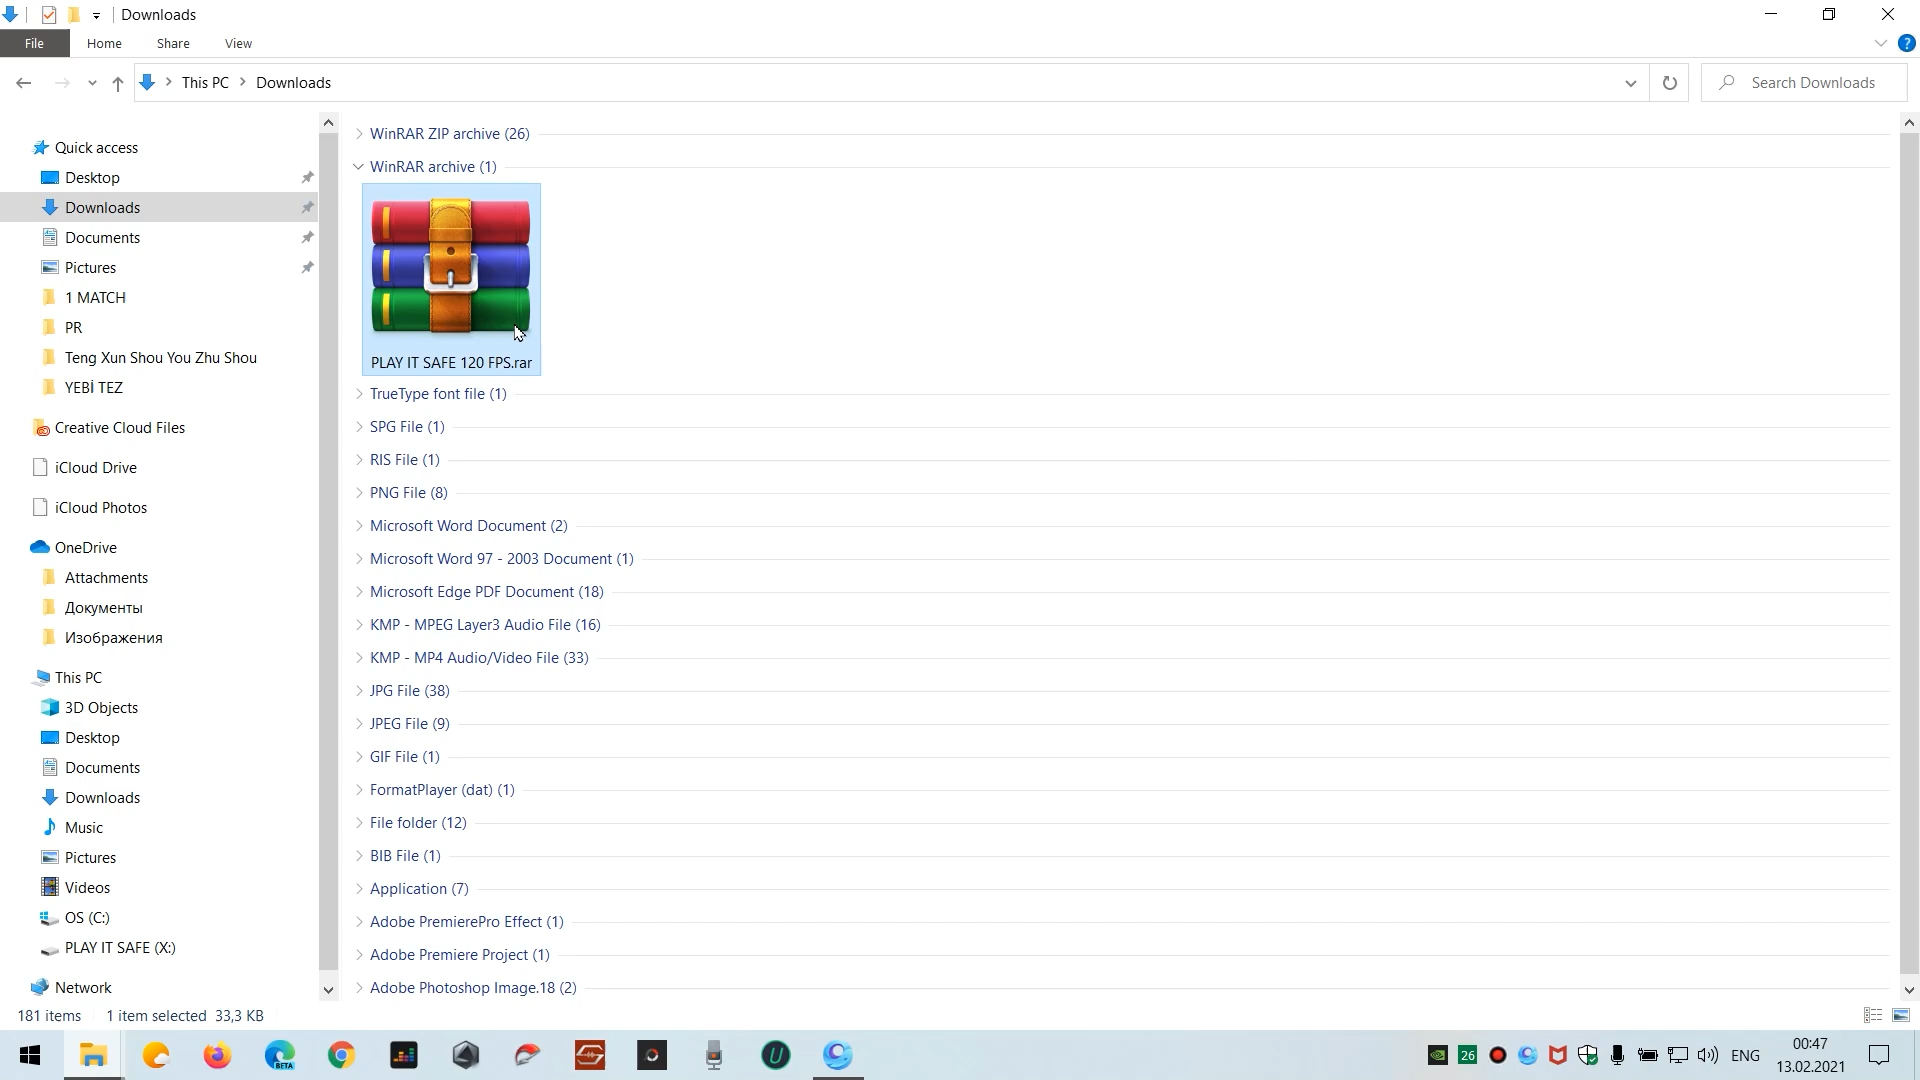 Downloads
File Home Share View
This PC Downloads
Search Downloads
Quick access
Desktop
Downloads
Documents
Pictures
1 MATCH
PR
Teng Xun Shou You Zhu Shou
YEBİ TEZ
Creative Cloud Files
iCloud Drive
iCloud Photos
OneDrive
Attachments
Документы
Изображения
This PC
3D Objects
Desktop
Documents
Downloads
Music
Pictures
Videos
OS (C:)
PLAY IT SAFE (X:)
Network
WinRAR ZIP archive (26)
WinRAR archive (1)
PLAY IT SAFE 120 FPS.rar
TrueType font file (1)
SPG File (1)
RIS File (1)
PNG File (8)
Microsoft Word Document (2)
Microsoft Word 97 - 2003 Document (1)
Microsoft Edge PDF Document (18)
KMP - MPEG Layer3 Audio File (16)
KMP - MP4 Audio/Video File (33)
JPG File (38)
JPEG File (9)
GIF File (1)
FormatPlayer (dat) (1)
File folder (12)
BIB File (1)
Application (7)
Adobe PremierePro Effect (1)
Adobe Premiere Project (1)
Adobe Photoshop Image.18 (2)
181 items 1 item selected 33,3 KB
BETA
26
ENG
00:47
13.02.2021